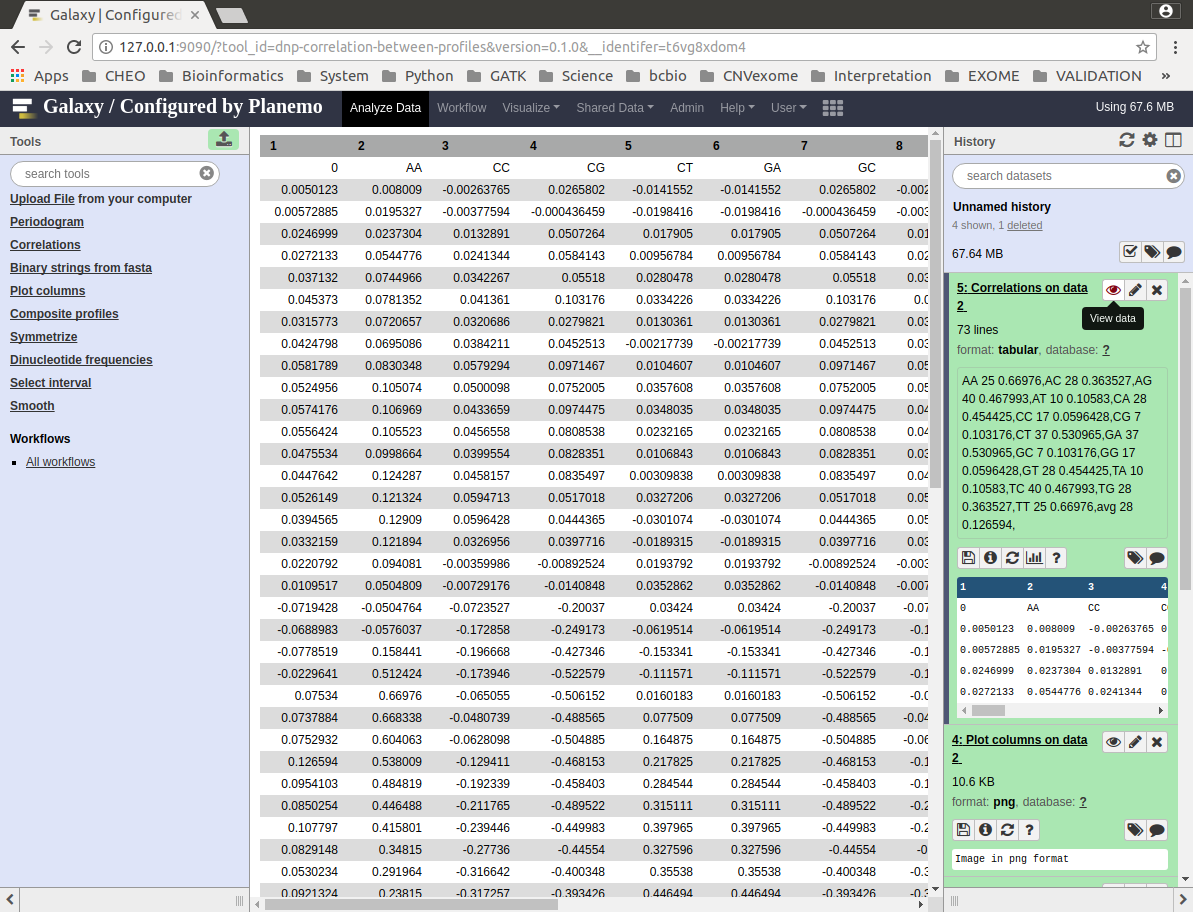 Galaxy | Configured
127.0.0.1:9090/?tool_id=dnp-correlation-between-profiles&version=0.1.0&__identifer=t6vg8xdom4
Apps CHEO Bioinformatics System Python GATK Science bcbio CNVexome Interpretation EXOME VALIDATION »
Galaxy / Configured by Planemo Analyze Data Workflow Visualize Shared Data Admin Help User Using 67.6 MB
Tools
search tools
Upload File from your computer
Periodogram
Correlations
Binary strings from fasta
Plot columns
Composite profiles
Symmetrize
Dinucleotide frequencies
Select interval
Smooth
Workflows
All workflows
1 2 3 4 5 6 7 8
0 AA CC CG CT GA GC
0.0050123 0.008009 -0.00263765 0.0265802 -0.0141552 -0.0141552 0.0265802 -0.002
0.00572885 0.0195327 -0.00377594 -0.000436459 -0.0198416 -0.0198416 -0.000436459 -0.003
0.0246999 0.0237304 0.0132891 0.0507264 0.017905 0.017905 0.0507264 0.01
0.0272133 0.0544776 0.0241344 0.0584143 0.00956784 0.00956784 0.0584143 0.02
0.037132 0.0744966 0.0342267 0.05518 0.0280478 0.0280478 0.05518 0.03
0.045373 0.0781352 0.041361 0.103176 0.0334226 0.0334226 0.103176 0.0
0.0315773 0.0720657 0.0320686 0.0279821 0.0130361 0.0130361 0.0279821 0.03
0.0424798 0.0695086 0.0384211 0.0452513 -0.00217739 -0.00217739 0.0452513 0.03
0.0581789 0.0830348 0.0579294 0.0971467 0.0104607 0.0104607 0.0971467 0.05
0.0524956 0.105074 0.0500098 0.0752005 0.0357608 0.0357608 0.0752005 0.05
0.0574176 0.106969 0.0433659 0.0974475 0.0348035 0.0348035 0.0974475 0.04
0.0556424 0.105523 0.0456558 0.0808538 0.0232165 0.0232165 0.0808538 0.04
0.0475534 0.0998664 0.0399554 0.0828351 0.0106843 0.0106843 0.0828351 0.03
0.0447642 0.124287 0.0458157 0.0835497 0.00309838 0.00309838 0.0835497 0.04
0.0526149 0.121324 0.0594713 0.0517018 0.0327206 0.0327206 0.0517018 0.05
0.0394565 0.12909 0.0596428 0.0444365 -0.0301074 -0.0301074 0.0444365 0.05
0.0332159 0.121894 0.0326956 0.0397716 -0.0189315 -0.0189315 0.0397716 0.03
0.0220792 0.094081 -0.00359986 -0.00892524 0.0193792 0.0193792 -0.00892524 -0.003
0.0109517 0.0504809 -0.00729176 -0.0140848 0.0352862 0.0352862 -0.0140848 -0.007
-0.0719428 -0.0504764 -0.0723527 -0.20037 0.03424 0.03424 -0.20037 -0.07
-0.0688983 -0.0576037 -0.172858 -0.249173 -0.0619514 -0.0619514 -0.249173 -0.1
-0.0778519 0.158441 -0.196668 -0.427346 -0.153341 -0.153341 -0.427346 -0.1
-0.0229641 0.512424 -0.173946 -0.522579 -0.111571 -0.111571 -0.522579 -0.1
0.07534 0.66976 -0.065055 -0.506152 0.0160183 0.0160183 -0.506152 -0.0
0.0737884 0.668338 -0.0480739 -0.488565 0.077509 0.077509 -0.488565 -0.04
0.0752932 0.604063 -0.0628098 -0.504885 0.164875 0.164875 -0.504885 -0.06
0.126594 0.538009 -0.129411 -0.468153 0.217825 0.217825 -0.468153 -0.1
0.0954103 0.484819 -0.192339 -0.458403 0.284544 0.284544 -0.458403 -0.1
0.0850254 0.446488 -0.211765 -0.489522 0.315111 0.315111 -0.489522 -0.2
0.107797 0.415801 -0.239446 -0.449983 0.397965 0.397965 -0.449983 -0.2
0.0829148 0.34815 -0.27736 -0.44554 0.327596 0.327596 -0.44554 -0.
0.0530234 0.291964 -0.316642 -0.400348 0.35538 0.35538 -0.400348 -0.3
0.0921324 0.23815 -0.317257 -0.393426 0.446494 0.446494 -0.393426 -0.3
History
search datasets
Unnamed history
4 shown, 1 deleted
67.64 MB
5: Correlations on data
2
View data
73 lines
format: tabular, database: ?
AA 25 0.66976,AC 28 0.363527,AG
40 0.467993,AT 10 0.10583,CA 28
0.454425,CC 17 0.0596428,CG 7
0.103176,CT 37 0.530965,GA 37
0.530965,GC 7 0.103176,GG 17
0.0596428,GT 28 0.454425,TA 10
0.10583,TC 40 0.467993,TG 28
0.363527,TT 25 0.66976,avg 28
0.126594,
?
1 2 3 4
0 AA CC C
0.0050123 0.008009 -0.00263765 0
0.00572885 0.0195327 -0.00377594 -
0.0246999 0.0237304 0.0132891 0
0.0272133 0.0544776 0.0241344 0
4: Plot columns on data
2
10.6 KB
format: png, database: ?
?
Image in png format